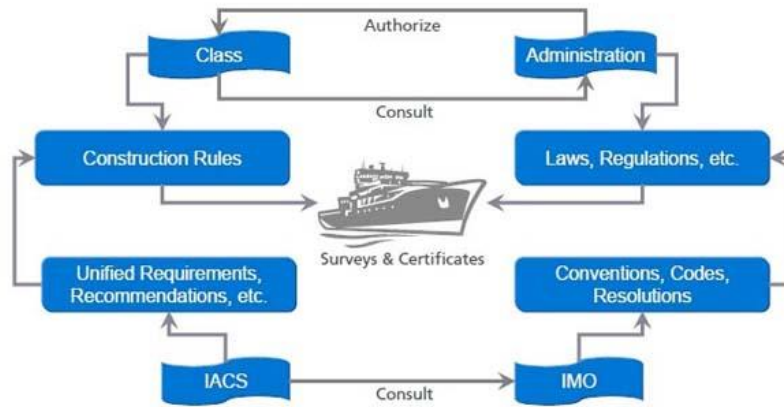 Authorize
Class
Administration
Consult
Construction Rules
Laws, Regulations, etc.
Surveys & Certificates
Unified Requirements,
Recommendations, etc.
Conventions, Codes,
Resolutions
IACS
Consult
IMO